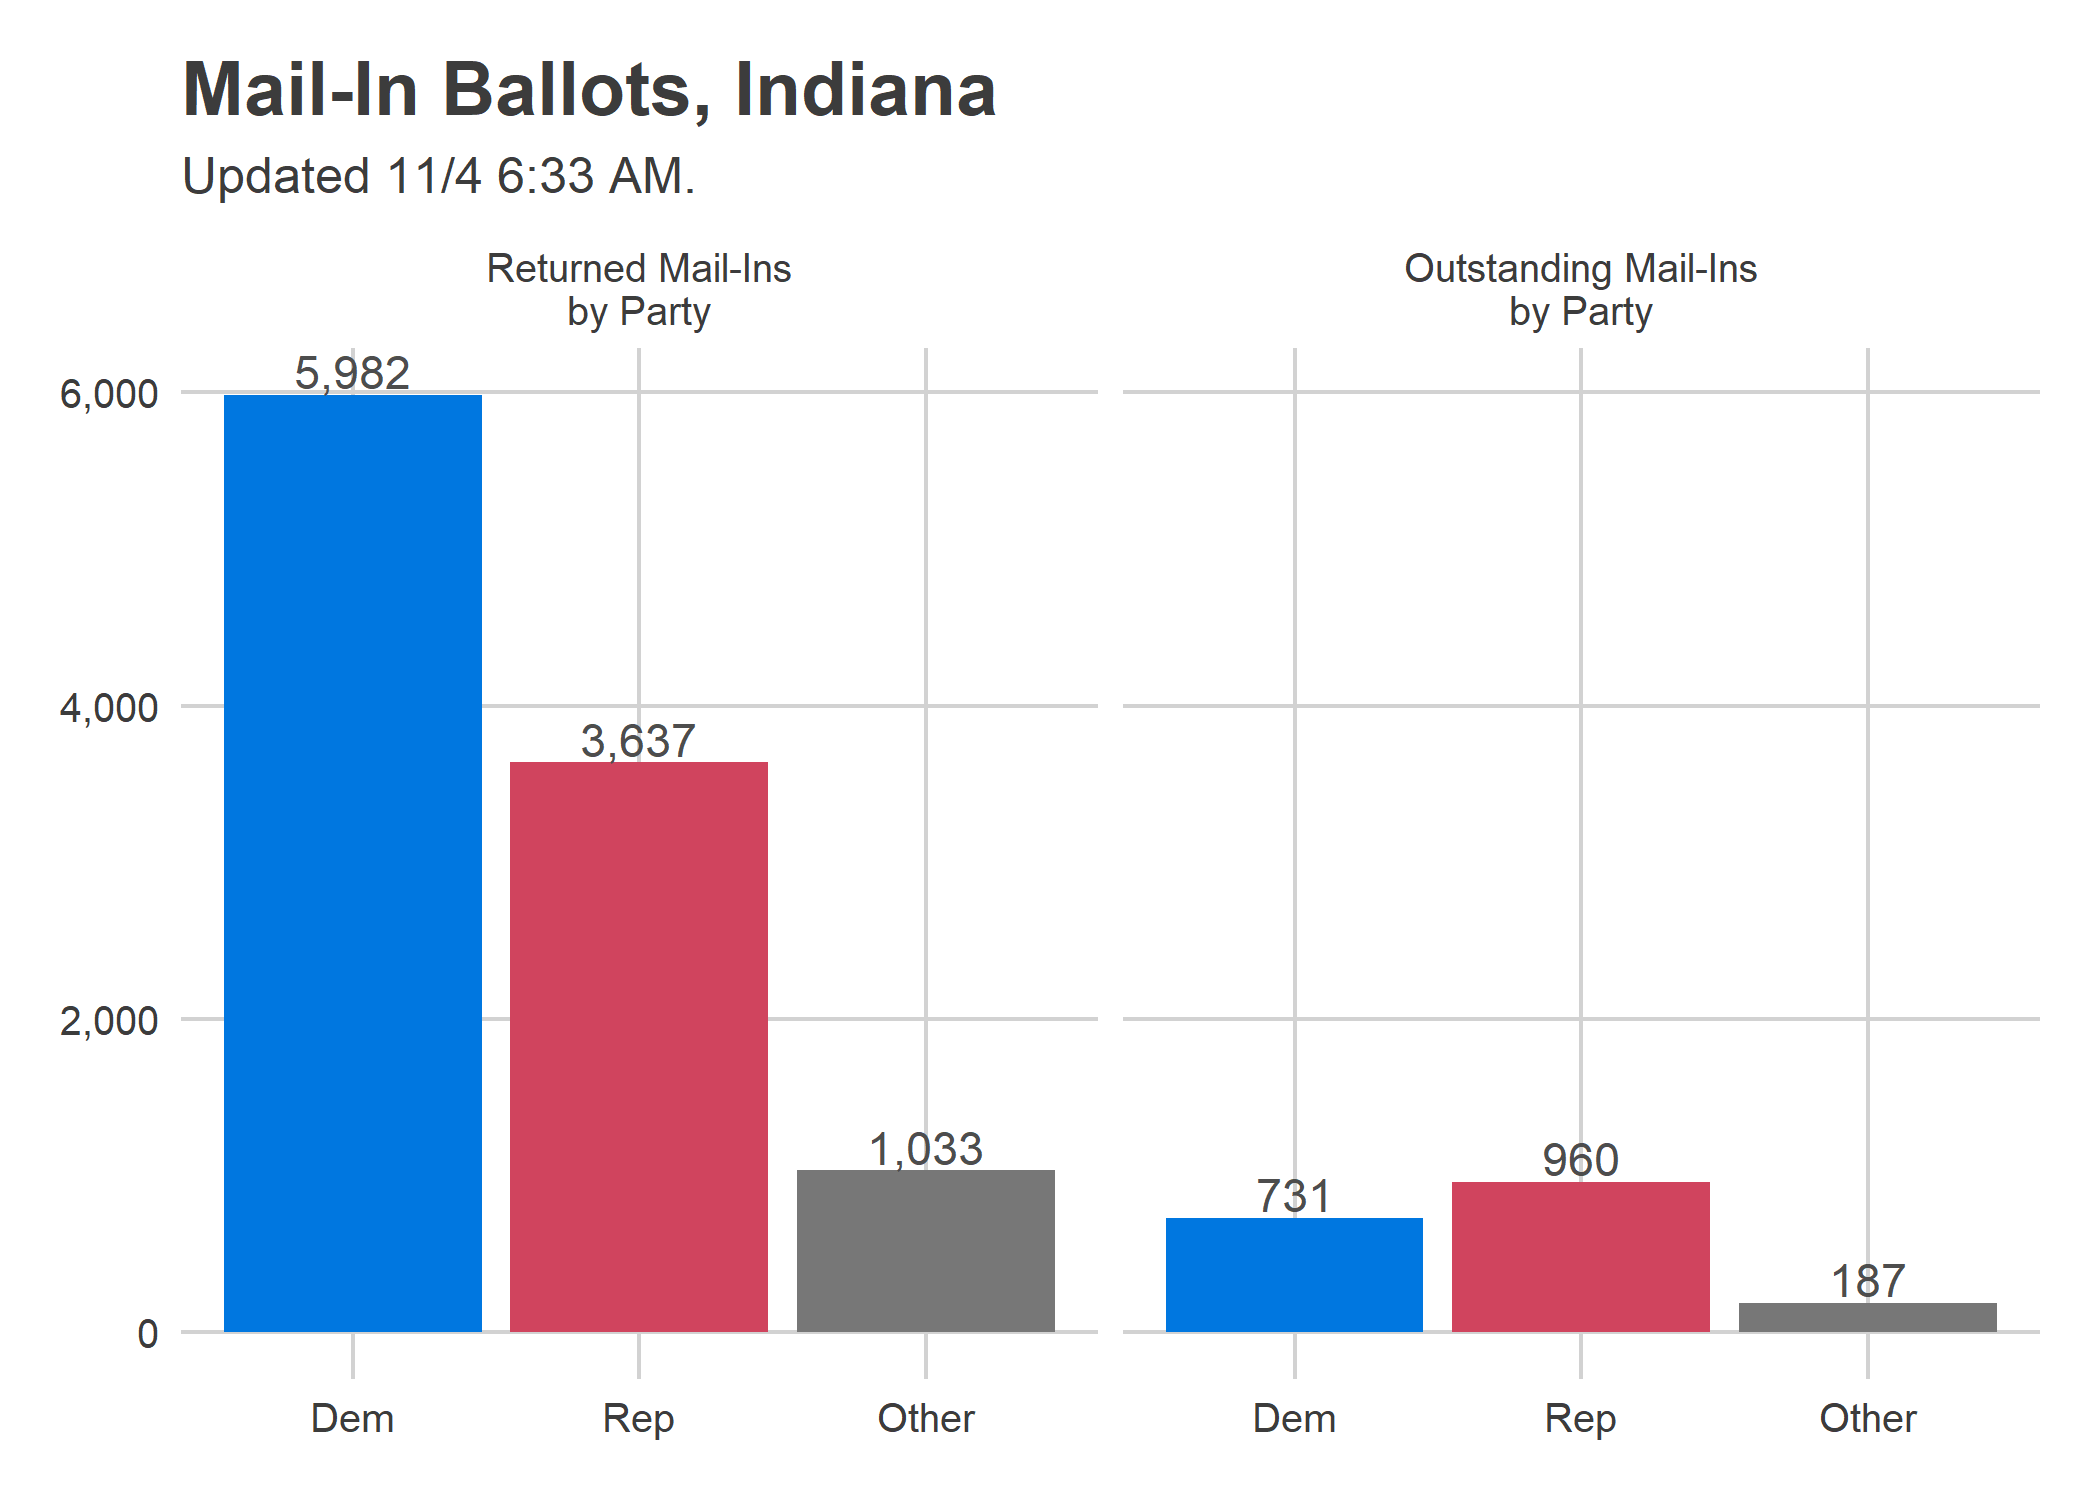 Mail-In Ballots, Indiana
Updated 11/4 6:33 AM.
Returned Mail-Ins
by Party
Outstanding Mail-Ins
by Party
6,000
4,000
2,000
0
5,982
3,637
1,033
731
960
187
Dem
Rep
Other
Dem
Rep
Other